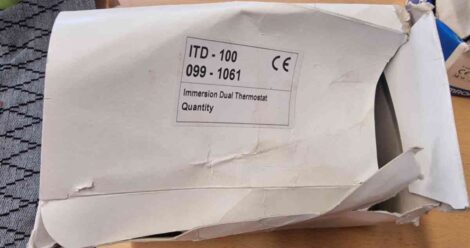 ITD - 100
099 - 1061
CE
Immersion Dual Thermostat
Quantity